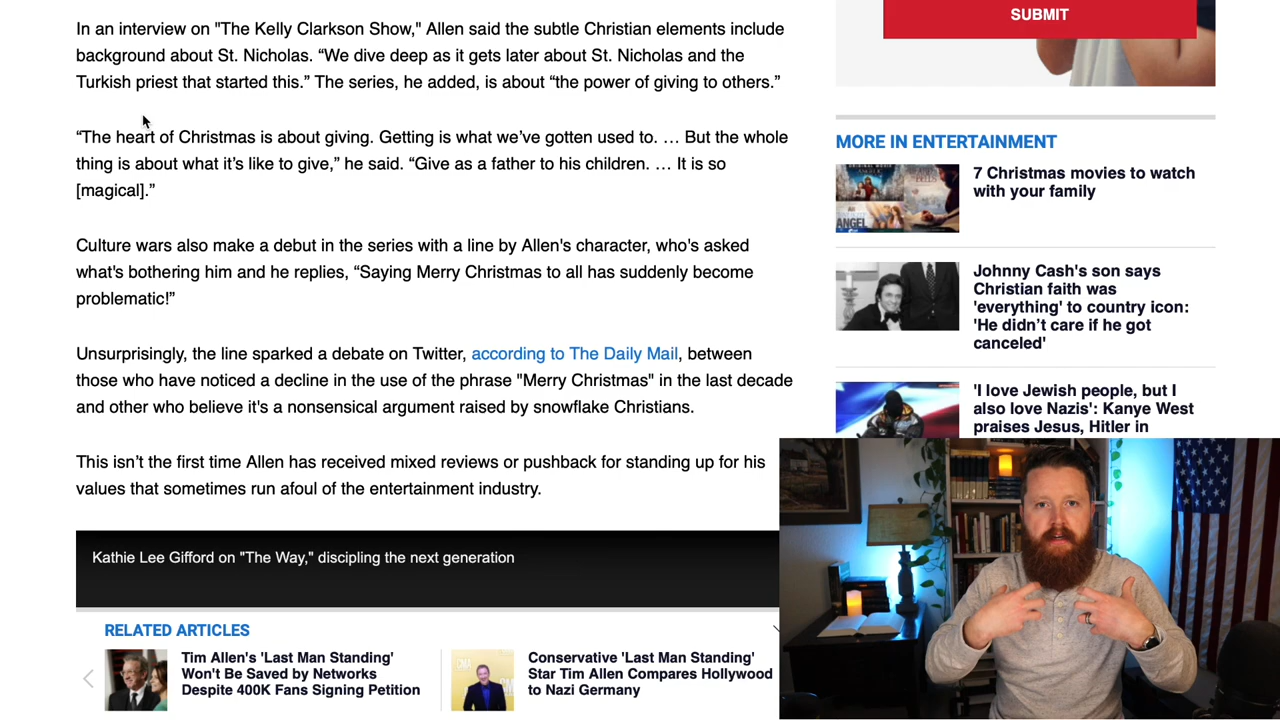 In an interview on "The Kelly Clarkson Show," Allen said the subtle Christian elements include
background about St. Nicholas. “We dive deep as it gets later about St. Nicholas and the
Turkish priest that started this.” The series, he added, is about “the power of giving to others.”
“The heart of Christmas is about giving. Getting is what we’ve gotten used to. … But the whole
thing is about what it’s like to give,” he said. “Give as a father to his children. … It is so
[magical].”
Culture wars also make a debut in the series with a line by Allen's character, who's asked
what's bothering him and he replies, “Saying Merry Christmas to all has suddenly become
problematic!”
Unsurprisingly, the line sparked a debate on Twitter, according to The Daily Mail, between
those who have noticed a decline in the use of the phrase "Merry Christmas" in the last decade
and other who believe it's a nonsensical argument raised by snowflake Christians.
This isn’t the first time Allen has received mixed reviews or pushback for standing up for his
values that sometimes run afoul of the entertainment industry.
Kathie Lee Gifford on "The Way," discipling the next generation
RELATED ARTICLES
Tim Allen's 'Last Man Standing'
Won't Be Saved by Networks
Despite 400K Fans Signing Petition
Conservative 'Last Man Standing'
Star Tim Allen Compares Hollywood
to Nazi Germany
SUBMIT
MORE IN ENTERTAINMENT
7 Christmas movies to watch
with your family
Johnny Cash's son says
Christian faith was
'everything' to country icon:
'He didn’t care if he got
canceled'
'I love Jewish people, but I
also love Nazis': Kanye West
praises Jesus, Hitler in